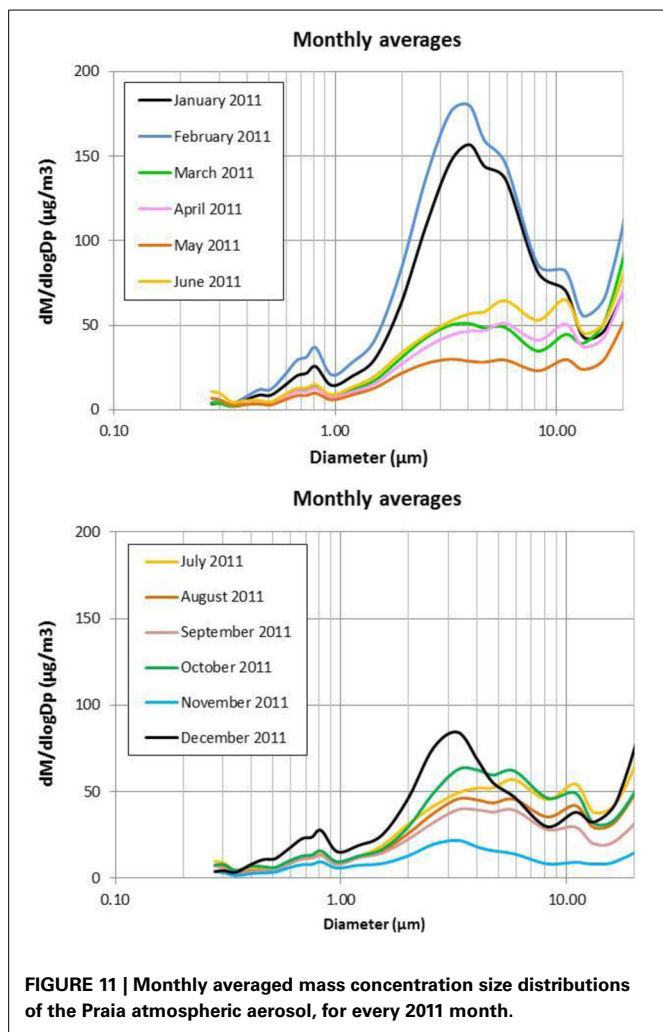 Monthly averages
200
150
100
50
0
dM/dlogDp (µg/m3)
January 2011
February 2011
March 2011
April 2011
May 2011
June 2011
0.10
1.00
10.00
Diameter (µm)
Monthly averages
200
150
100
50
0
dM/dlogDp (µg/m3)
July 2011
August 2011
September 2011
October 2011
November 2011
December 2011
0.10
1.00
10.00
Diameter (µm)
FIGURE 11 | Monthly averaged mass concentration size distributions
of the Praia atmospheric aerosol, for every 2011 month.